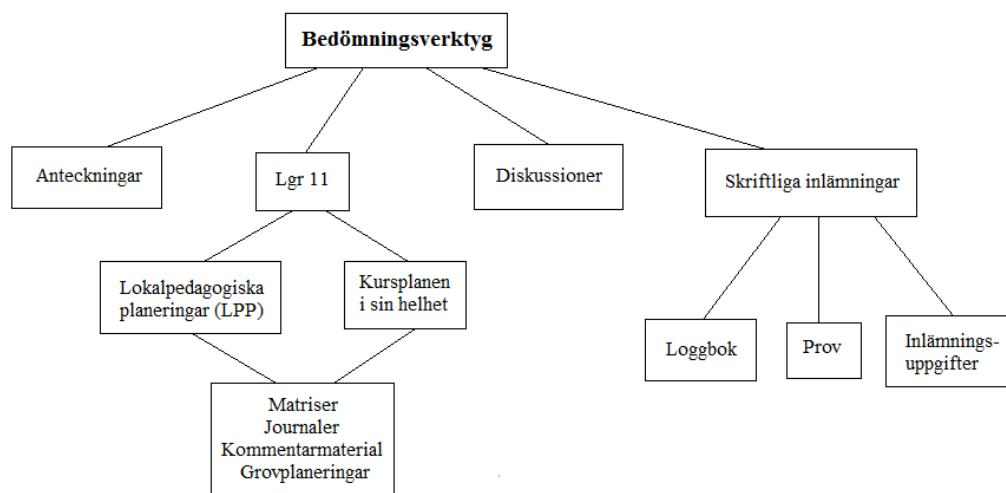 Bedömningsverktyg
Anteckningar
Lgr 11
Diskussioner
Skriftliga inlämningar
Lokalpedagogiska
planeringar (LPP)
Kursplanen
i sin helhet
Loggbok
Prov
Inlämnings-
uppgifter
Matriser
Journaler
Kommentarmaterial
Grovplaneringar